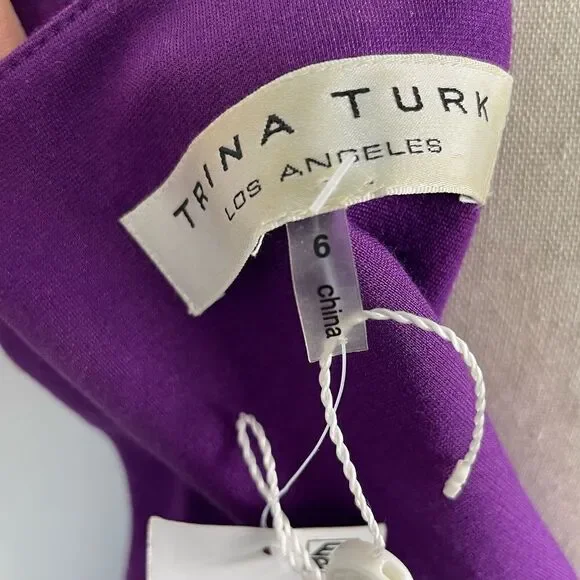 TRINA TURK
LOS ANGELES
6
china